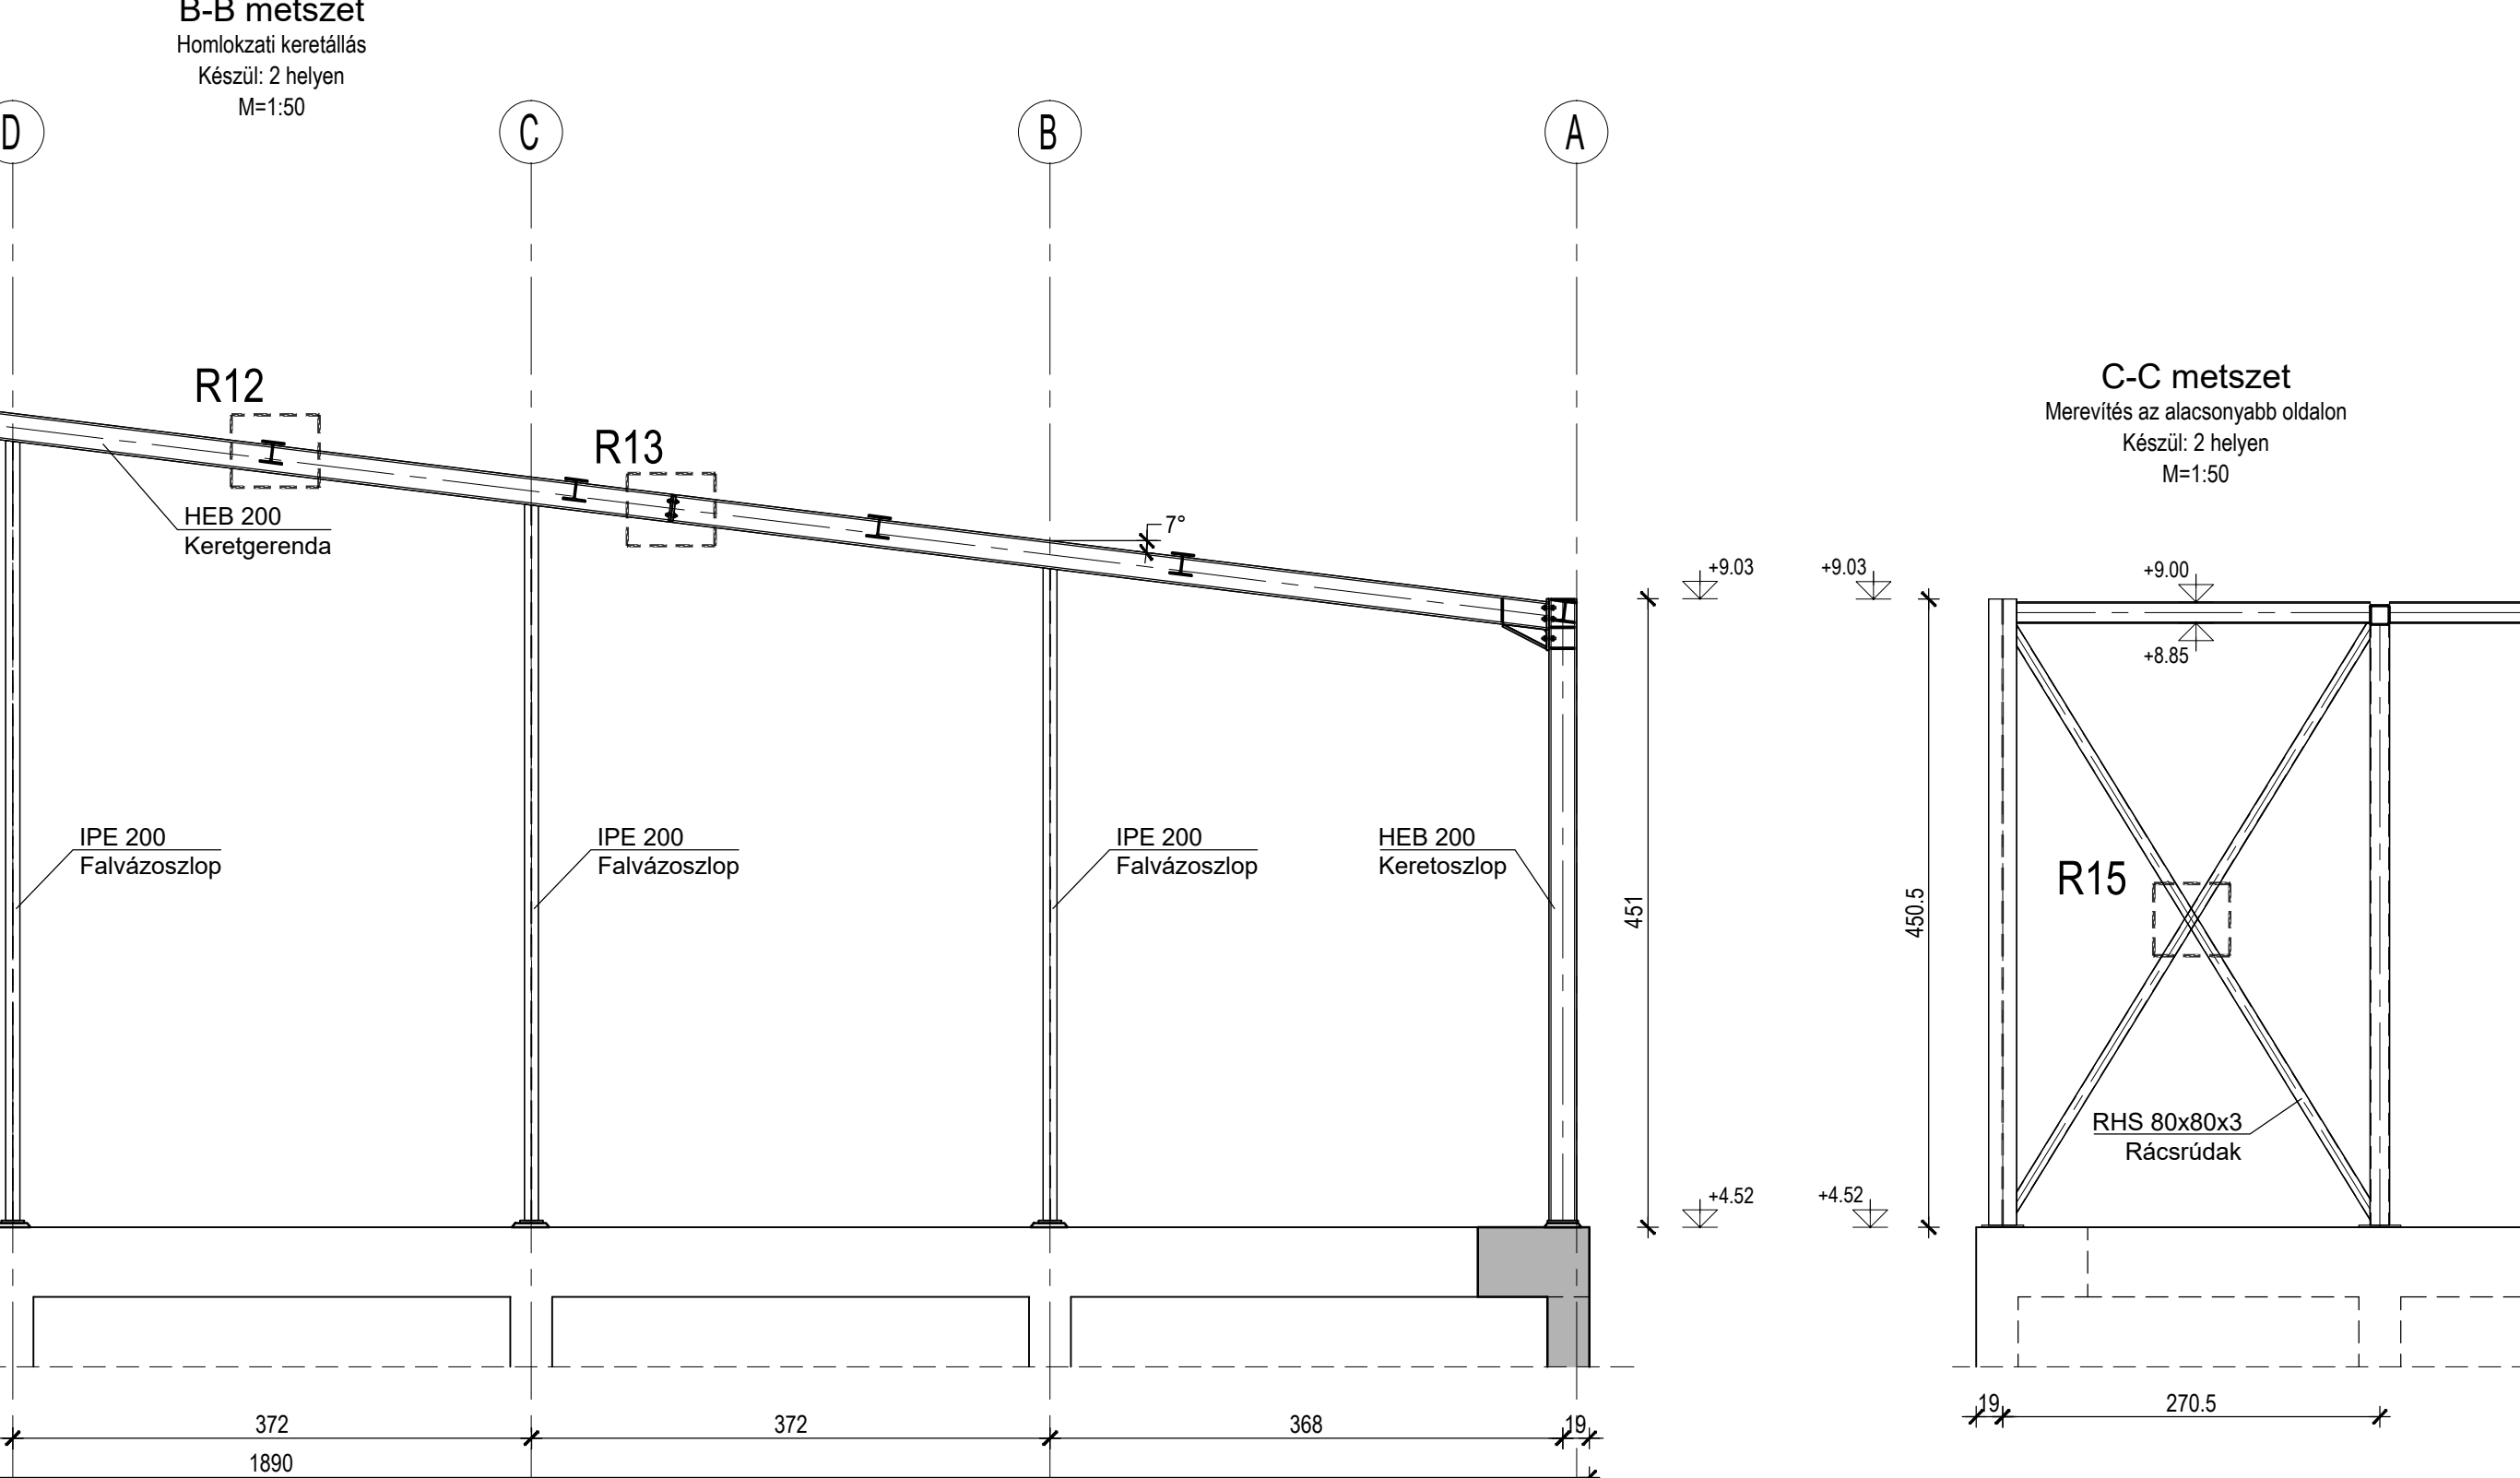 B-B metszet
Homlokzati keretállás
Készül: 2 helyen
M=1:50
D
C
B
A
R12
R13
HEB 200
Keretgerenda
7°
C-C metszet
Merevítés az alacsonyabb oldalon
Készül: 2 helyen
M=1:50
+9.03
+9.03
+9.00
+8.85
IPE 200
Falvázoszlop
IPE 200
Falvázoszlop
IPE 200
Falvázoszlop
HEB 200
Keretoszlop
451
450.5
R15
RHS 80x80x3
Rácsrúdak
+4.52
+4.52
372
372
368
19
19
270.5
1890